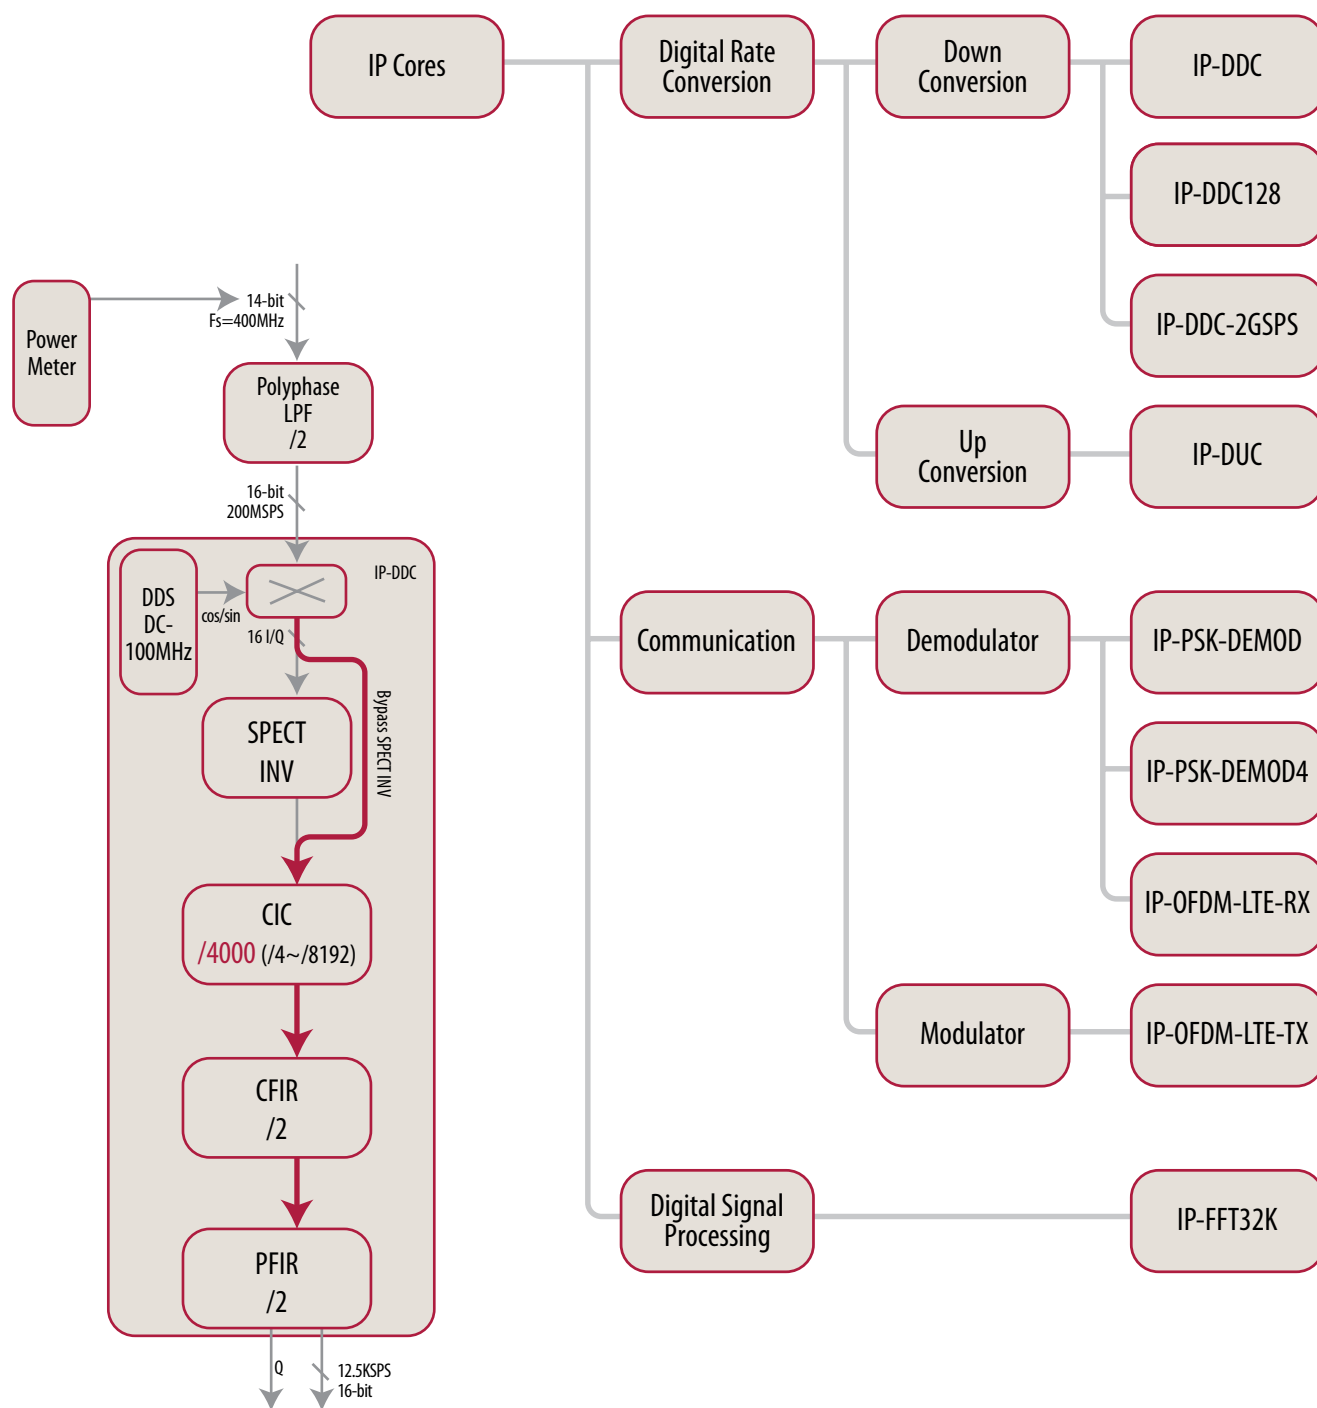 IP Cores
Digital Rate
Conversion
Down
Conversion
IP-DDC
IP-DDC128
IP-DDC-2GSPS
Up
Conversion
IP-DUC
Communication
Demodulator
IP-PSK-DEMOD
IP-PSK-DEMOD4
IP-OFDM-LTE-RX
Modulator
IP-OFDM-LTE-TX
Digital Signal
Processing
IP-FFT32K
Power
Meter
14-bit
Fs=400MHz
Polyphase
LPF
/2
16-bit
200MSPS
IP-DDC
DDS
DC-
100MHz
cos/sin
16 I/Q
Bypass SPECT INV
SPECT
INV
CIC
/4000 (/4~/8192)
CFIR
/2
PFIR
/2
Q
12.5KSPS
16-bit